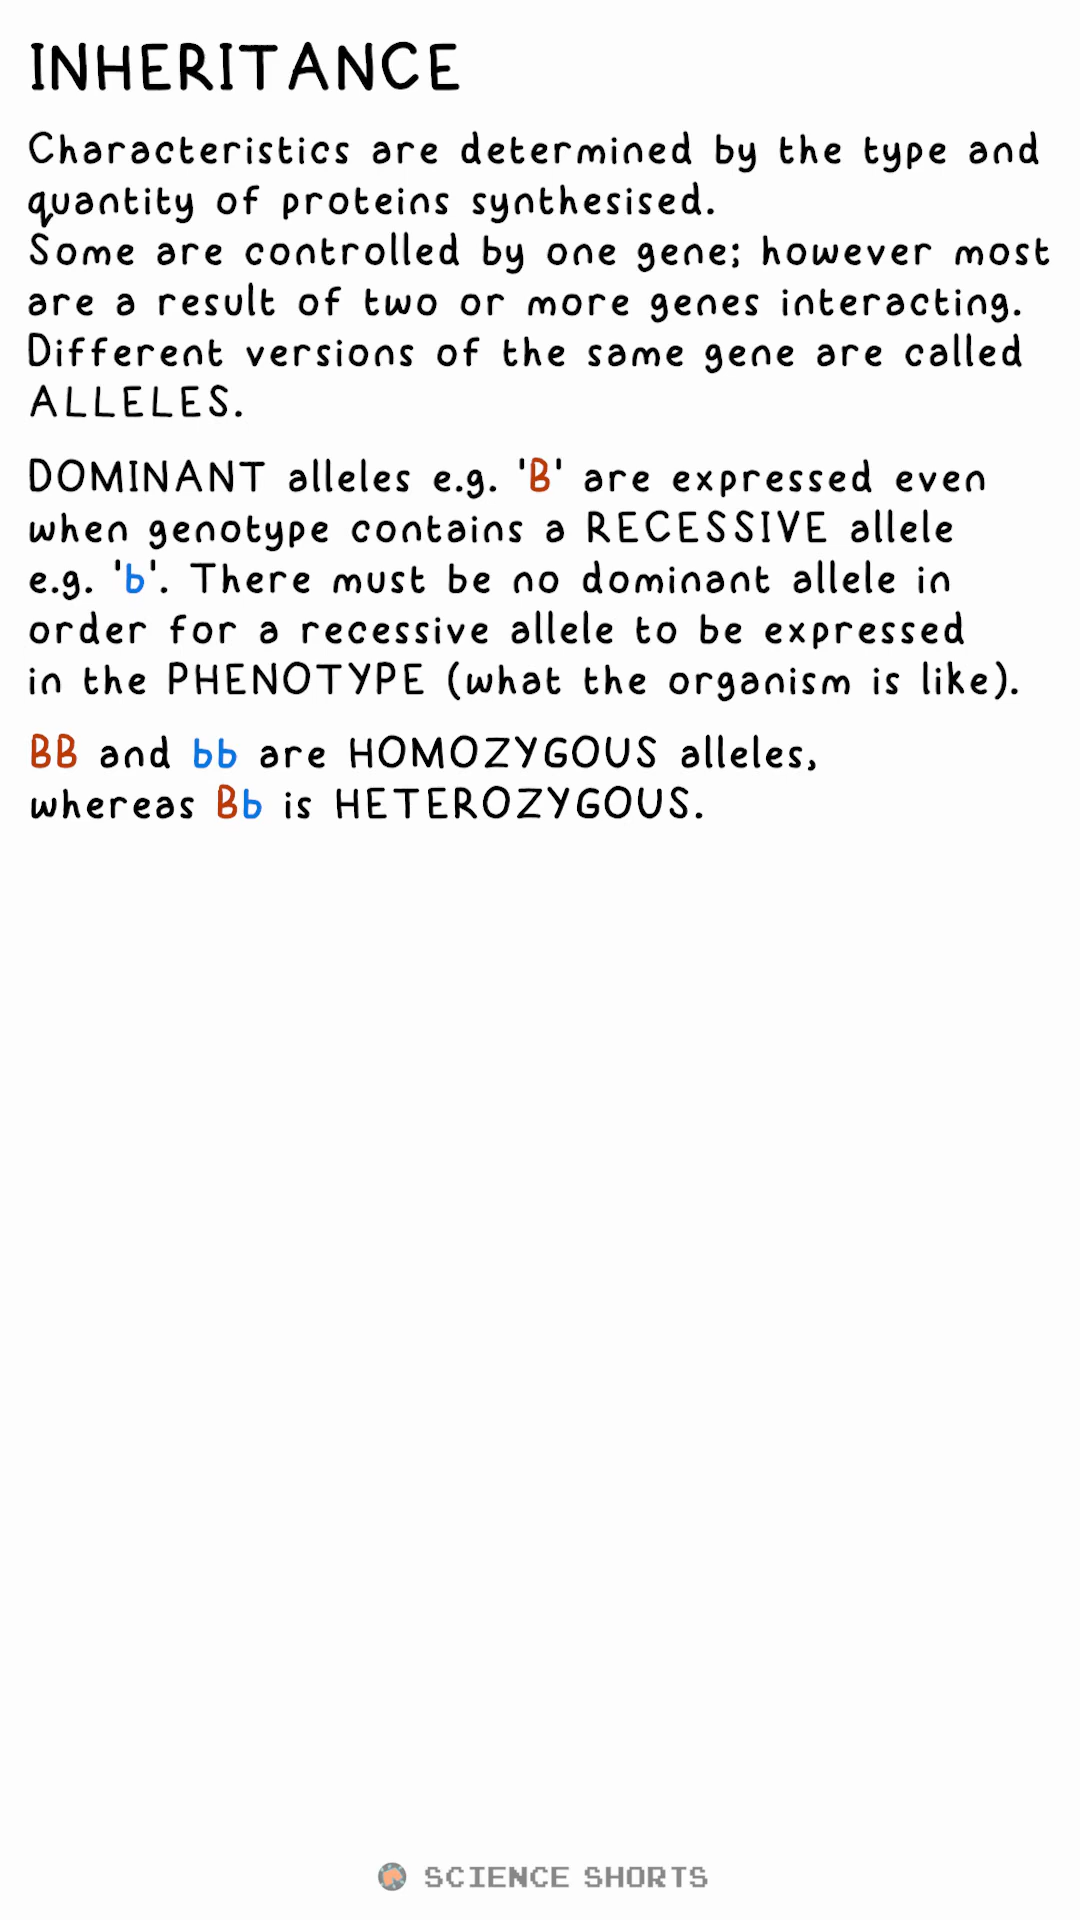 INHERITANCE
Characteristics are determined by the type and
quantity of proteins synthesised.
Some are controlled by one gene; however most
are a result of two or more genes interacting.
Different versions of the same gene are called
ALLELES.
DOMINANT alleles e.g. 'B' are expressed even
when genotype contains a RECESSIVE allele
e.g. 'b'. There must be no dominant allele in
order for a recessive allele to be expressed
in the PHENOTYPE (what the organism is like).
BB and bb are HOMOZYGOUS alleles,
whereas Bb is HETEROZYGOUS.
SCIENCE SHORTS